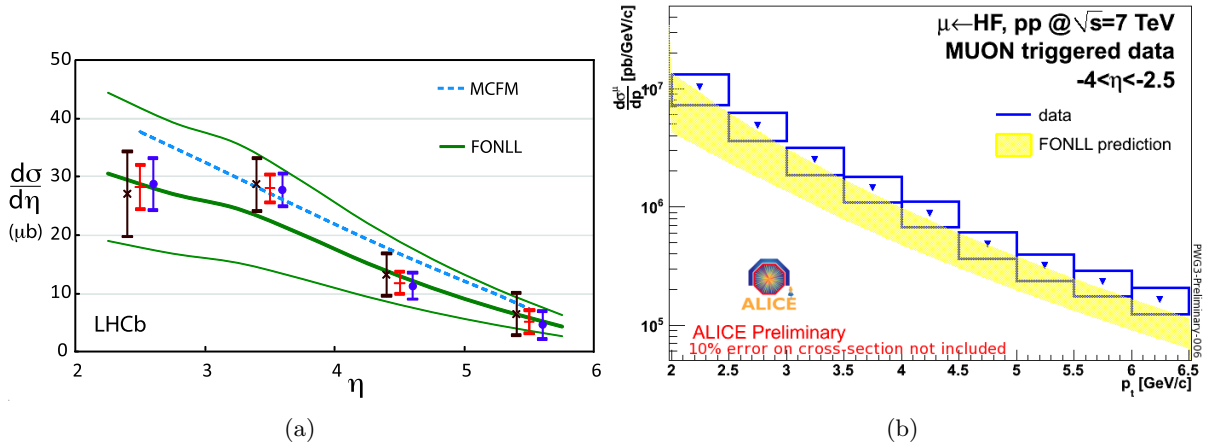 50
40
30
20
10
0
dσ
dη
(μb)
MCFM
FONLL
LHCb
2
3
4
5
6
η
(a)
b)
μ←HF, pp @√s=7 TeV
MUON triggered data
-4<η<-2.5
data
FONLL prediction
dσ^μ/dp_t [pb/GeV/c]
10^7
10^6
10^5
ALICE
ALICE Preliminary
10% error on cross-section not included
PWG3-Preliminary-006
2 2.5 3 3.5 4 4.5 5 5.5 6 6.5
p_t [GeV/c]
(b)